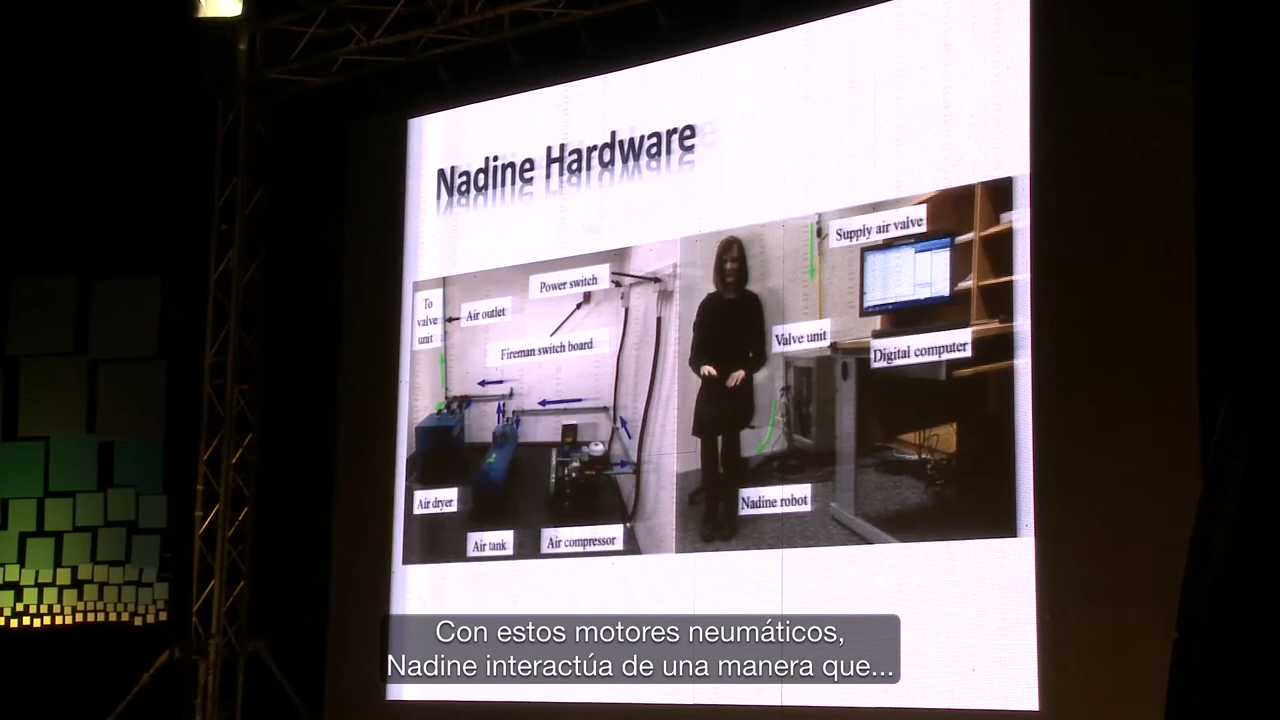 Nadine Hardware
To
valve
unit
Air outlet
Power switch
Fireman switch board
Air dryer
Air tank
Air compressor
Supply air valve
Valve unit
Digital computer
Nadine robot
Con estos motores neumáticos,
Nadine interactúa de una manera que...